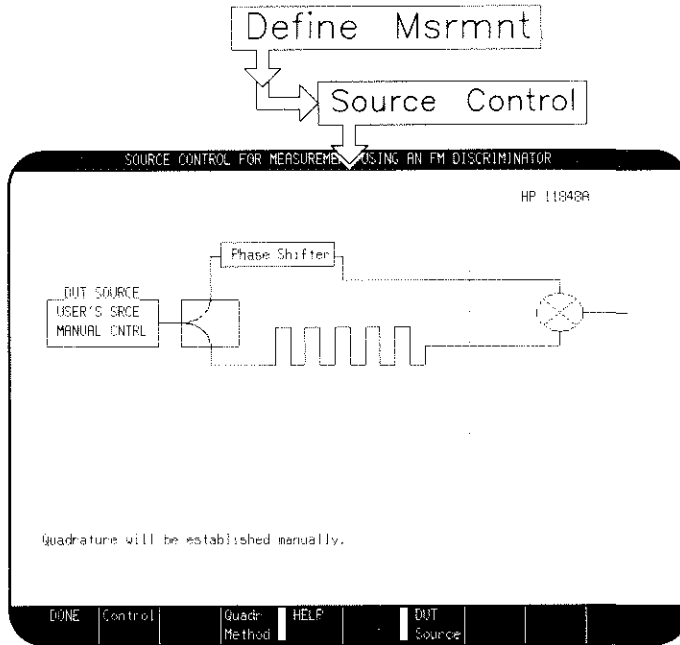 Define Msrmnt
Source Control
SOURCE CONTROL FOR MEASUREMENT USING AN FM DISCRIMINATOR
HP 11848A
Phase Shifter
DUT SOURCE
USER'S SRCE
MANUAL CNTRL
Quadrature will be established manually.
DONE Control Quadr Method HELP DUT Source